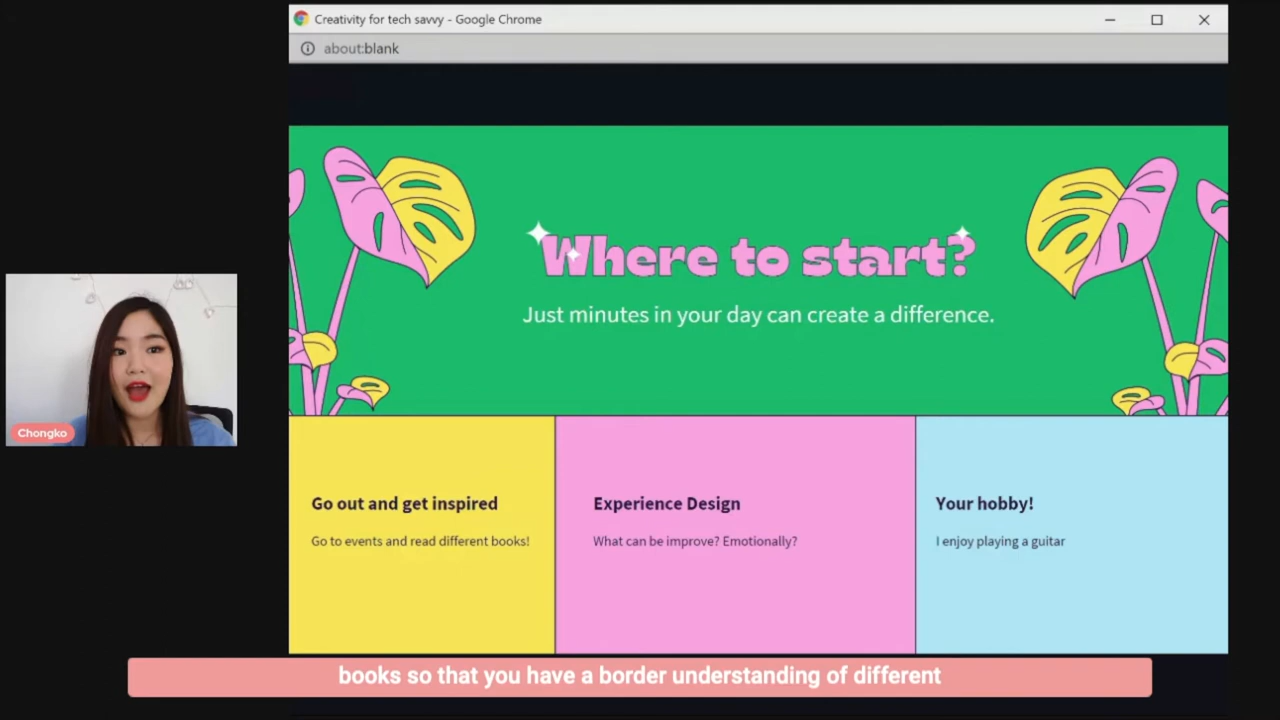 Creativity for tech savvy - Google Chrome
about:blank
Where to start?
Just minutes in your day can create a difference.
Chongko
Go out and get inspired
Go to events and read different books!
Experience Design
What can be improve? Emotionally?
Your hobby!
I enjoy playing a guitar
books so that you have a border understanding of different